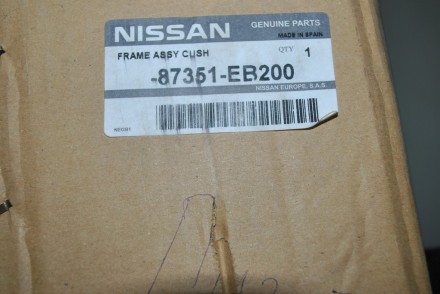 NISSAN
GENUINE PARTS
MADE IN SPAIN
FRAME ASSY CUSH
QTY 1
-87351-EB200
NISSAN EUROPE, S.A.S.